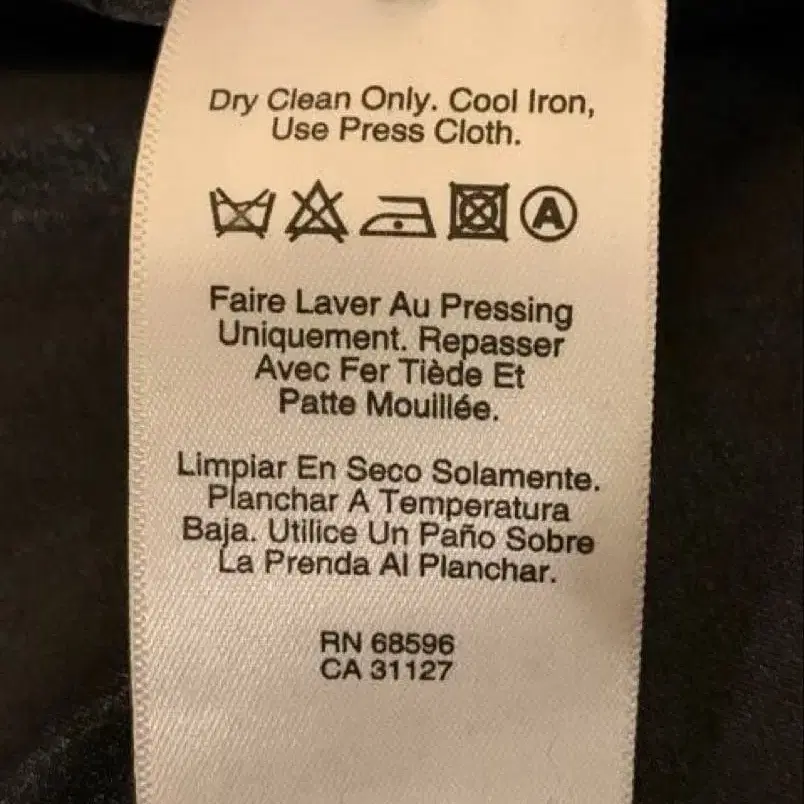 Dry Clean Only. Cool Iron,
Use Press Cloth.
A
Faire Laver Au Pressing
Uniquement. Repasser
Avec Fer Tiède Et
Patte Mouillée.
Limpiar En Seco Solamente.
Planchar A Temperatura
Baja. Utilice Un Paño Sobre
La Prenda Al Planchar.
RN 68596
CA 31127